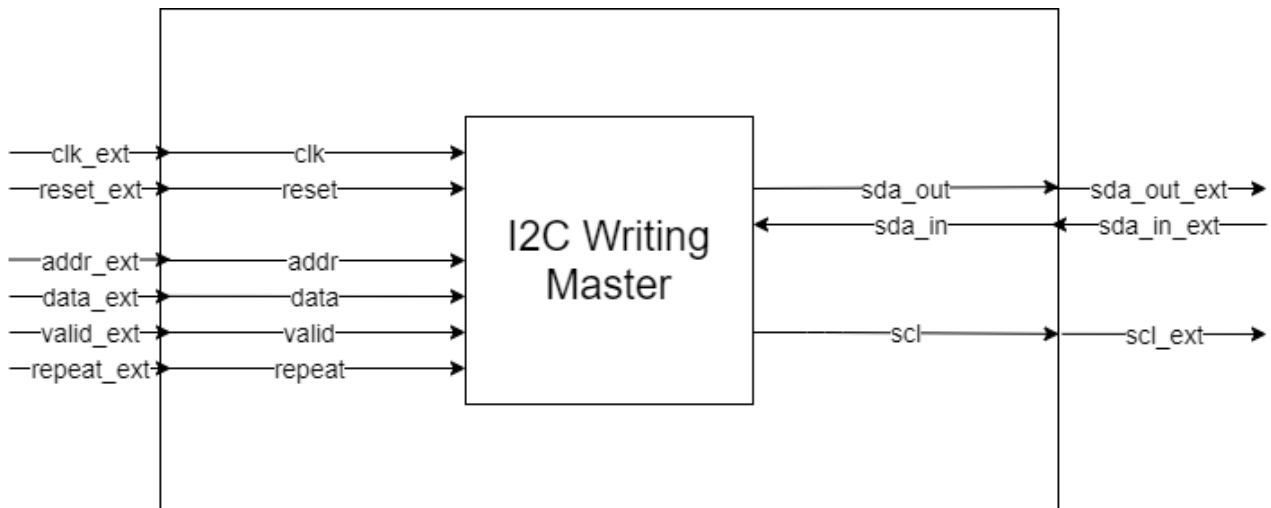 clk_ext clk
reset_ext reset sda_out sda_out_ext
sda_in sda_in_ext
I2C Writing
Master
addr_ext addr
data_ext data
valid_ext valid scl scl_ext
repeat_ext repeat